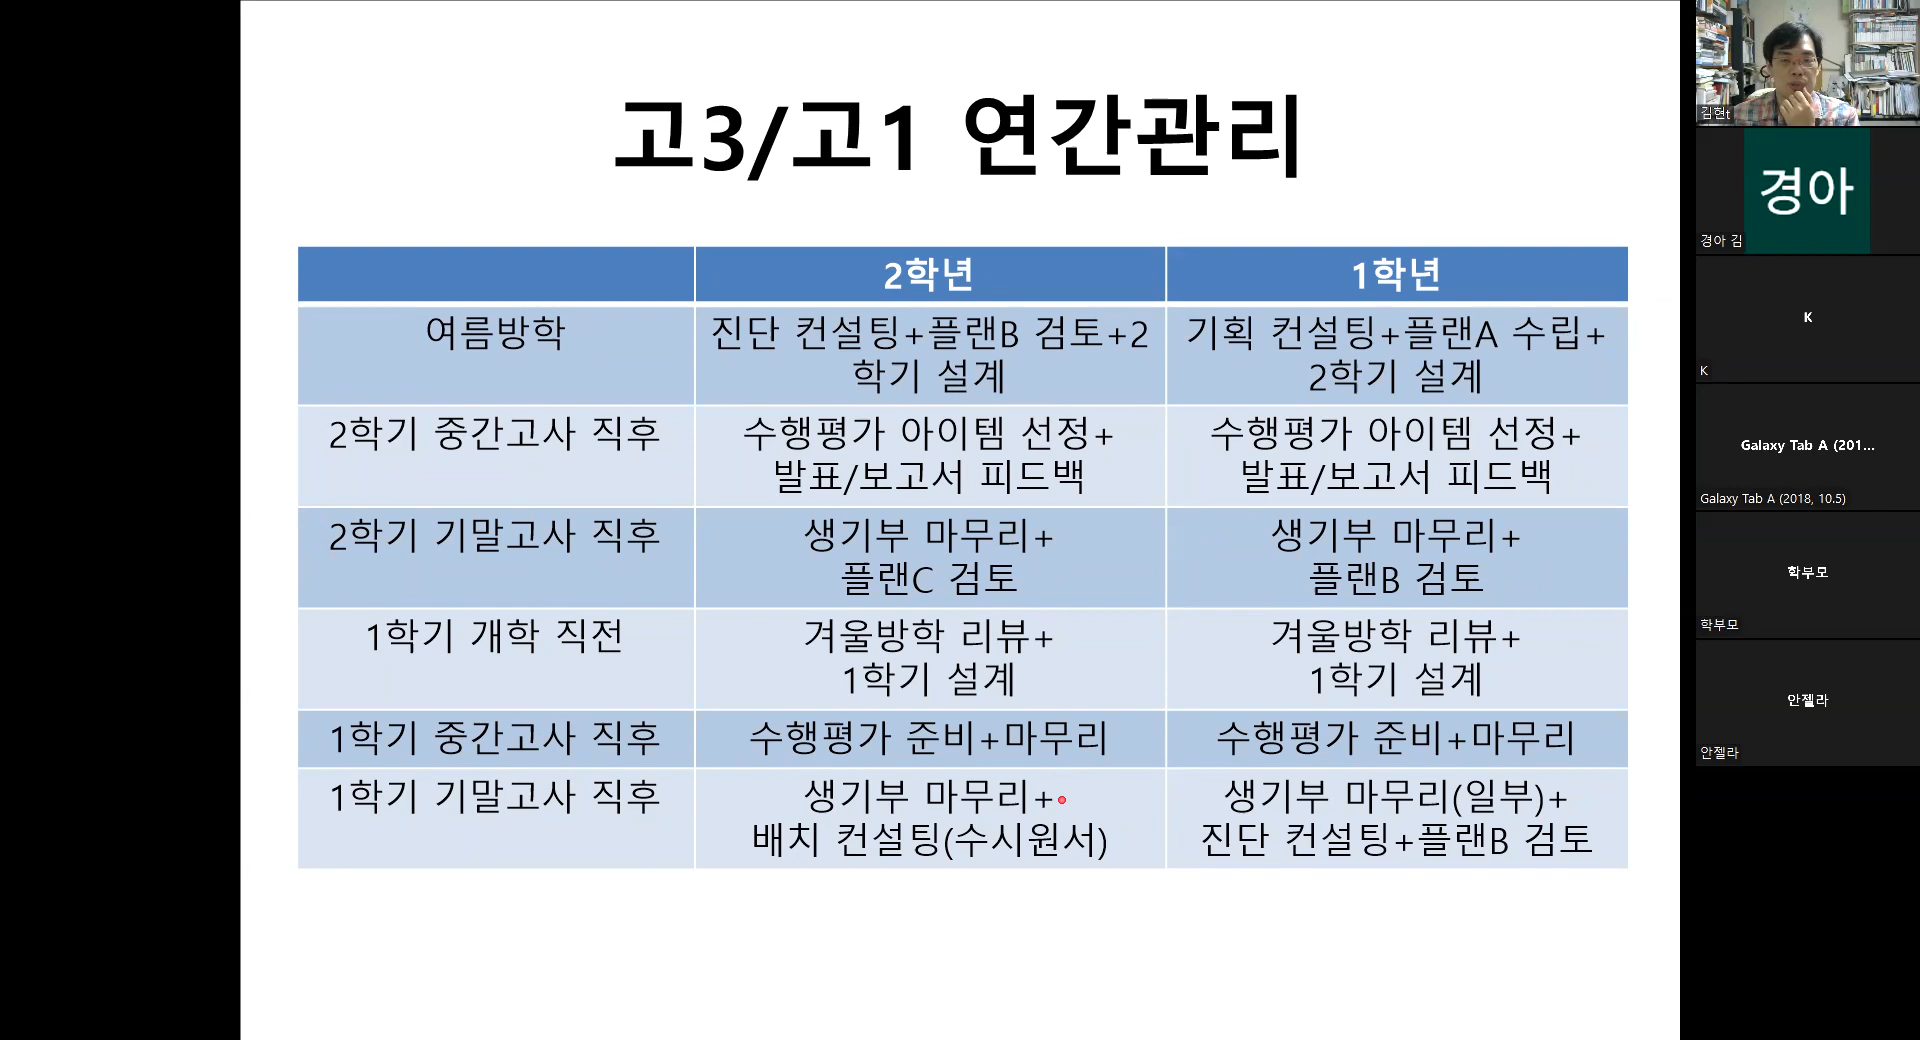 고3/고1 연간관리
2학년
1학년
여름방학
진단 컨설팅+플랜B 검토+2
학기 설계
기획 컨설팅+플랜A 수립+
2학기 설계
2학기 중간고사 직후
수행평가 아이템 선정+
발표/보고서 피드백
수행평가 아이템 선정+
발표/보고서 피드백
2학기 기말고사 직후
생기부 마무리+
플랜C 검토
생기부 마무리+
플랜B 검토
1학기 개학 직전
겨울방학 리뷰+
1학기 설계
겨울방학 리뷰+
1학기 설계
1학기 중간고사 직후
수행평가 준비+마무리
수행평가 준비+마무리
1학기 기말고사 직후
생기부 마무리+
배치 컨설팅(수시원서)
생기부 마무리(일부)+
진단 컨설팅+플랜B 검토
김현t
경아
경아 김
K
K
Galaxy Tab A (201...
Galaxy Tab A (2018, 10.5)
학부모
학부모
안젤라
안젤라